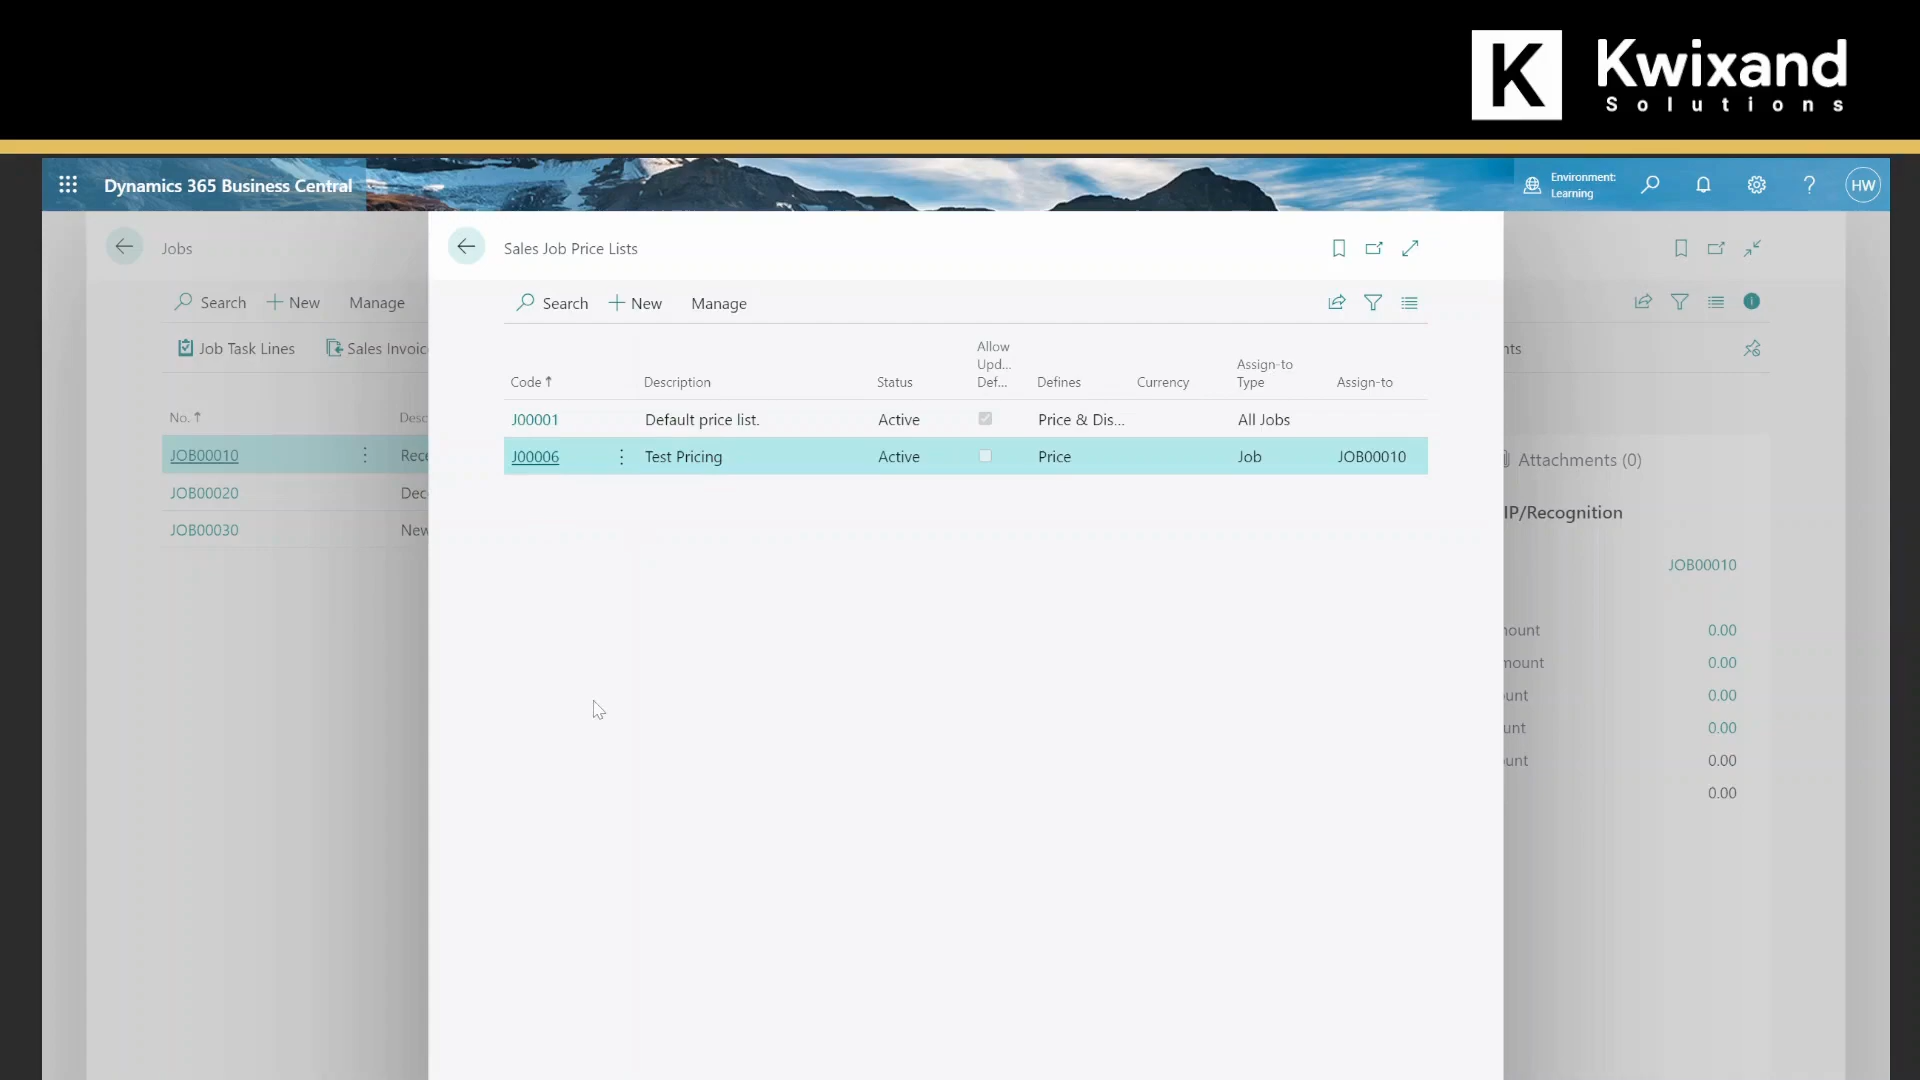 K Kwixand
Solutions
Dynamics 365 Business Central
Environment:
Learning
?
HW
Jobs
Search
New
Manage
Job Task Lines
Sales Invoic
No. ↑
Desc
JOB00010
Rec
JOB00020
Dec
JOB00030
New
Sales Job Price Lists
Search
New
Manage
Code ↑
Description
Status
Allow
Upd...
Def...
Defines
Currency
Assign-to
Type
Assign-to
J00001
Default price list.
Active
Price & Dis...
All Jobs
J00006
Test Pricing
Active
Price
Job
JOB00010
nts
Attachments (0)
IP/Recognition
JOB00010
nount
0.00
mount
0.00
unt
0.00
unt
0.00
ount
0.00
0.00